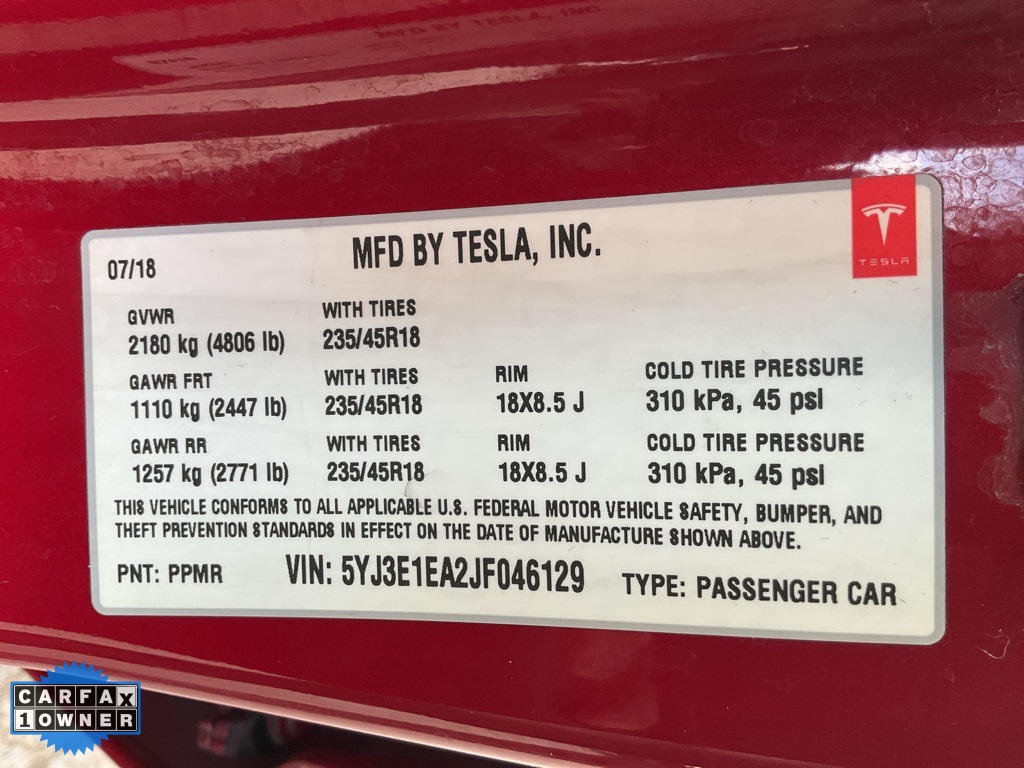 07/18
MFD BY TESLA, INC.
TESLA
GVWR
WITH TIRES
2180 kg (4806 lb)
235/45R18
GAWR FRT
WITH TIRES
RIM
COLD TIRE PRESSURE
1110 kg (2447 lb)
235/45R18
18X8.5 J
310 kPa, 45 psi
GAWR RR
WITH TIRES
RIM
COLD TIRE PRESSURE
1257 kg (2771 lb)
235/45R18
18X8.5 J
310 kPa, 45 psi
THIS VEHICLE CONFORMS TO ALL APPLICABLE U.S. FEDERAL MOTOR VEHICLE SAFETY, BUMPER, AND
THEFT PREVENTION STANDARDS IN EFFECT ON THE DATE OF MANUFACTURE SHOWN ABOVE.
PNT: PPMR
VIN: 5YJ3E1EA2JF046129
TYPE: PASSENGER CAR
CARFAX
1 OWNER